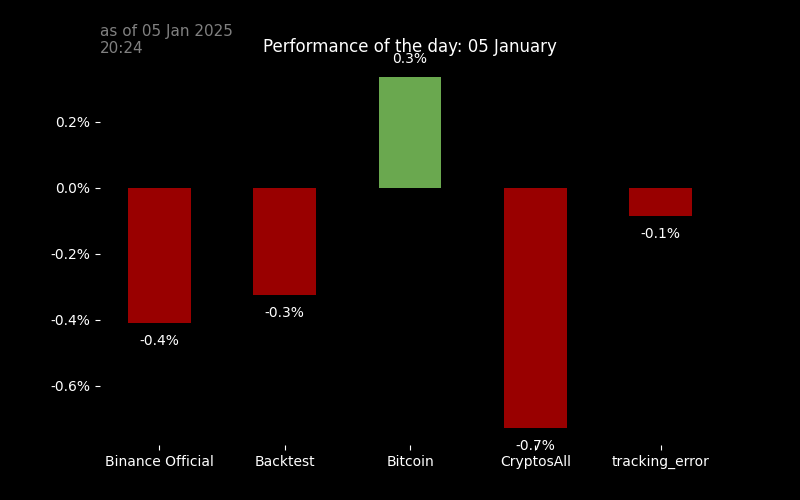 as of 05 Jan 2025
20:24
Performance of the day: 05 January
0.3%
0.2%
0.0%
-0.2%
-0.4%
-0.6%
-0.4%
-0.3%
-0.1%
-0.7%
Binance Official
Backtest
Bitcoin
CryptosAll
tracking_error